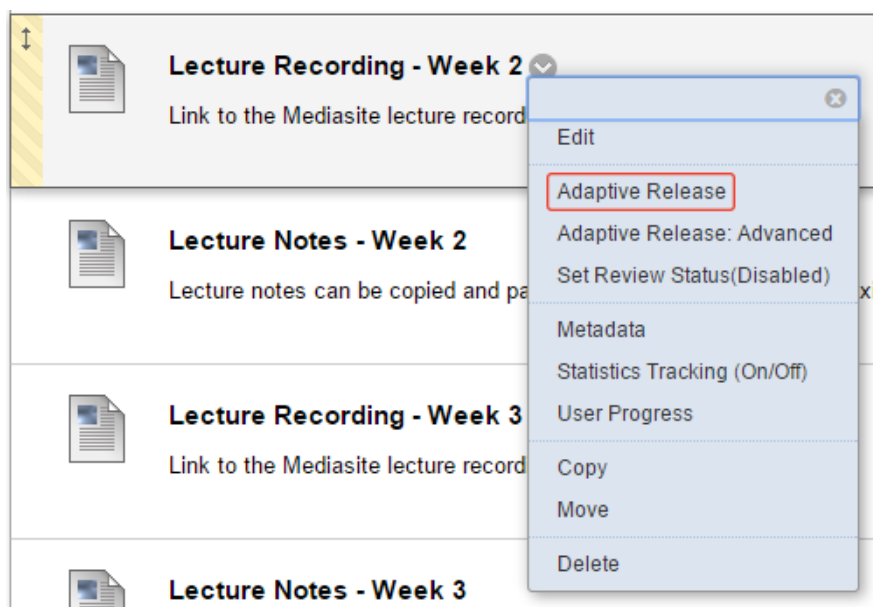 Lecture Recording - Week 2
Link to the Mediasite lecture record
Edit
Adaptive Release
Adaptive Release: Advanced
Set Review Status(Disabled)
Metadata
Statistics Tracking (On/Off)
User Progress
Copy
Move
Delete
Lecture Notes - Week 2
Lecture notes can be copied and pa
Lecture Recording - Week 3
Link to the Mediasite lecture record
Lecture Notes - Week 3